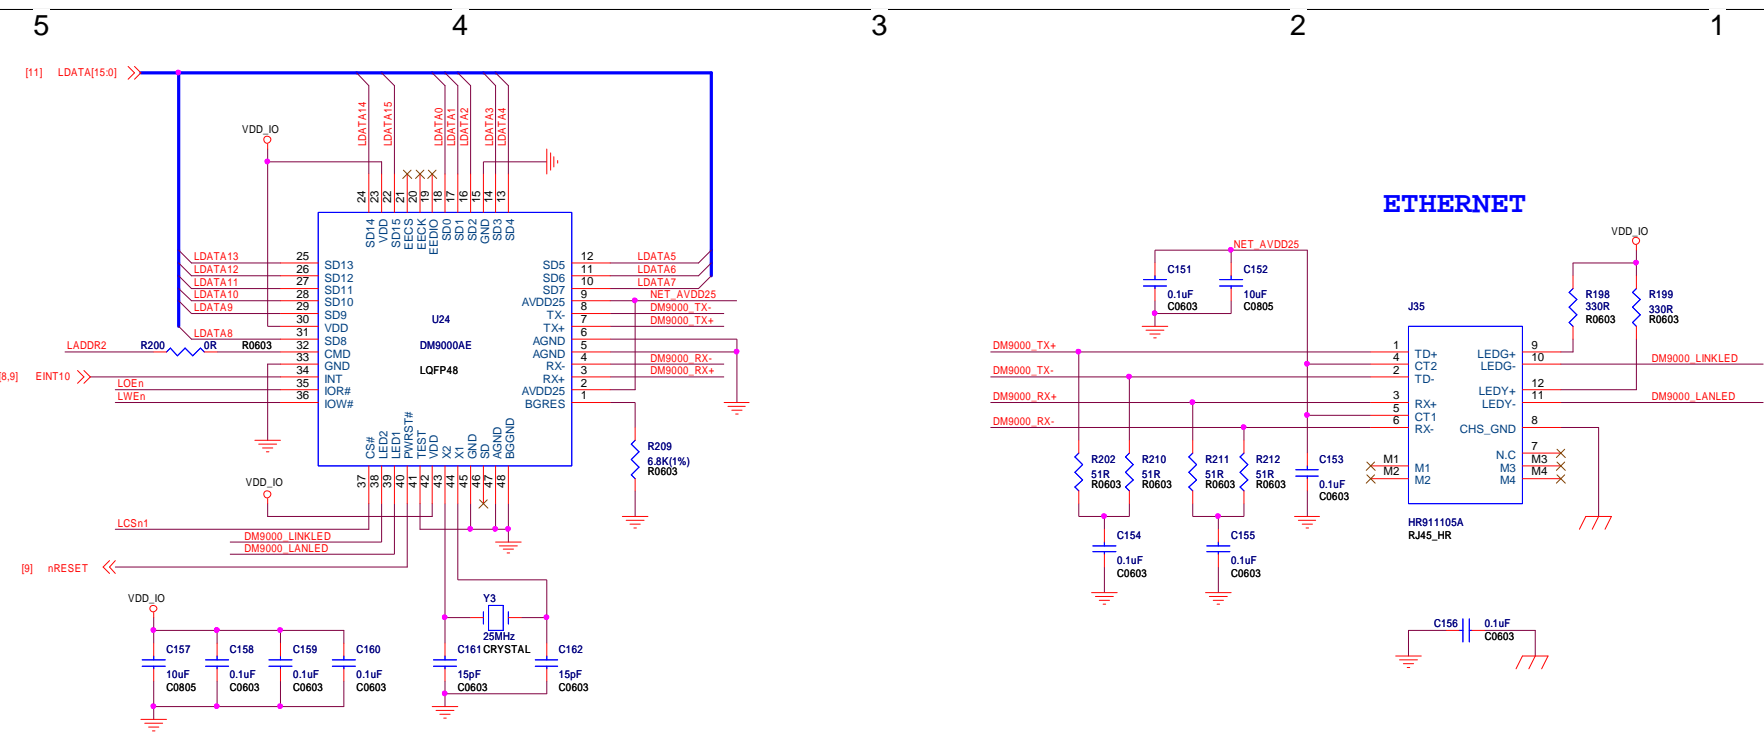 5 4 3 2 1
[11] LDATA[15:0]
VDD_IO
LDATA14
LDATA15
LDATA0
LDATA1
LDATA2
LDATA3
LDATA4
24 23 22 21 20 19 18 17 16 15 14 13
SD14
VDD
SD15
EECS
EECK
EEDIO
SD0
SD1
SD2
GND
SD3
SD4
LDATA13 25 SD13
LDATA12 26 SD12
LDATA11 27 SD11
LDATA10 28 SD10
LDATA9 29 SD9
30 VDD
LDATA8 31 SD8
LADDR2 R200 0R R0603 32 CMD
33 GND
[8,9] EINT10 34 INT
LOEn 35 IOR#
LWEn 36 IOW#
U24
DM9000AE
LQFP48
SD5 12 LDATA5
SD6 11 LDATA6
SD7 10 LDATA7
AVDD25 9 NET_AVDD25
TX- 8 DM9000_TX-
TX+ 7 DM9000_TX+
AGND 6
AGND 5
RX- 4 DM9000_RX-
RX+ 3 DM9000_RX+
AVDD25 2
BGRES 1
R209
6.8K(1%)
R0603
CS#
LED2
LED1
PWRST#
TEST
VDD
X2
X1
GND
SD
AGND
BGGND
37 38 39 40 41 42 43 44 45 46 47 48
VDD_IO
LCSn1
DM9000_LINKLED
DM9000_LANLED
[9] nRESET
VDD_IO
C157
10uF
C0805
C158
0.1uF
C0603
C159
0.1uF
C0603
C160
0.1uF
C0603
Y3
25MHz
CRYSTAL
C161
15pF
C0603
C162
15pF
C0603
ETHERNET
NET_AVDD25
C151
0.1uF
C0603
C152
10uF
C0805
VDD_IO
R198
330R
R0603
R199
330R
R0603
J35
DM9000_TX+ 1 TD+
4 CT2
DM9000_TX- 2 TD-
DM9000_RX+ 3 RX+
5 CT1
DM9000_RX- 6 RX-
M1 M1
M2 M2
LEDG+ 9
LEDG- 10 DM9000_LINKLED
LEDY+ 12
LEDY- 11 DM9000_LANLED
CHS_GND 8
N.C 7
M3 M3
M4 M4
HR911105A
RJ45_HR
R202
51R
R0603
R210
51R
R0603
R211
51R
R0603
R212
51R
R0603
C153
0.1uF
C0603
C154
0.1uF
C0603
C155
0.1uF
C0603
C156 0.1uF
C0603